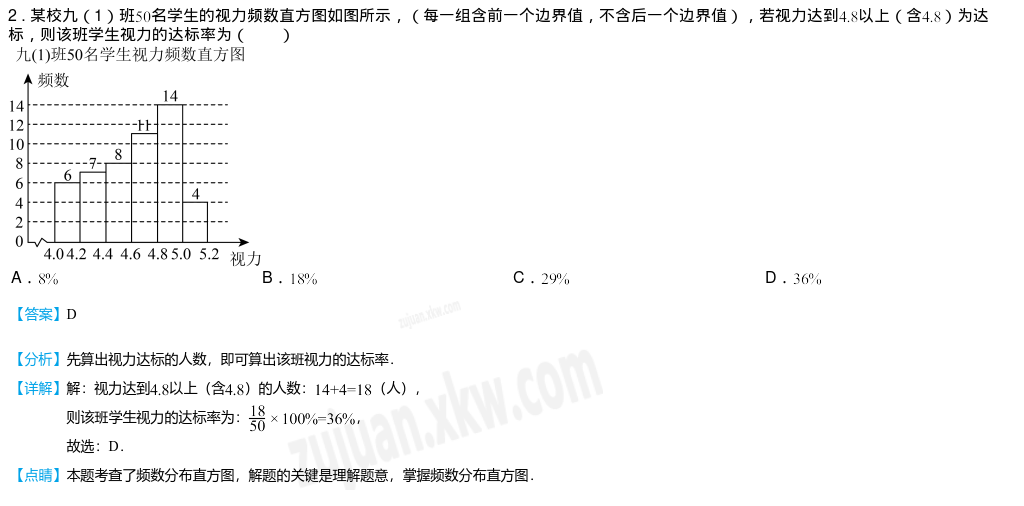 2．某校九（1）班50名学生的视力频数直方图如图所示，（每一组含前一个边界值，不含后一个边界值），若视力达到4.8以上（含4.8）为达
标，则该班学生视力的达标率为（　　）
九(1)班50名学生视力频数直方图
频数
14
14
12
11
10
8
8
7
6
6
4
4
2
0
4.0 4.2 4.4 4.6 4.8 5.0 5.2 视力
A．8% B．18% C．29% D．36%
【答案】D
【分析】先算出视力达标的人数，即可算出该班视力的达标率．
【详解】解：视力达到4.8以上（含4.8）的人数：14+4=18（人），
则该班学生视力的达标率为：18/50 × 100%=36%，
故选：D．
【点睛】本题考查了频数分布直方图，解题的关键是理解题意，掌握频数分布直方图．
zujuan.xkw.com
zujuan.xkw.com